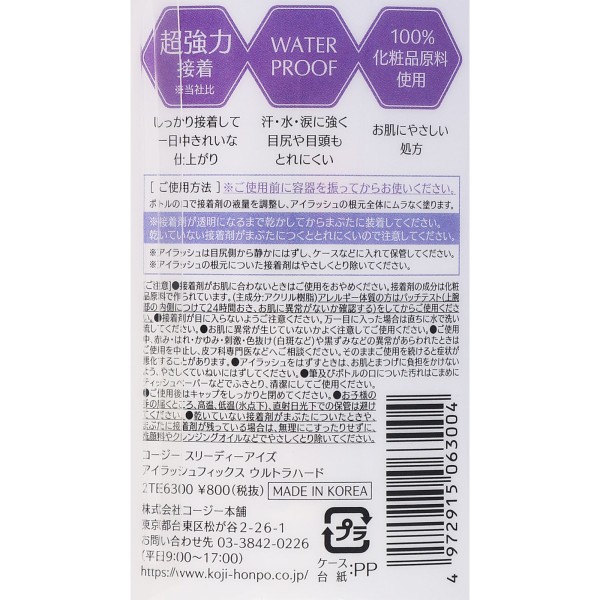 超強力
接着
※当社比
WATER
PROOF
100%
化粧品原料
使用
しっかり接着して
一日中きれいな
仕上がり
汗・水・涙に強く
目尻や目頭も
とれにくい
お肌にやさしい
処方
[ご使用方法] ※ご使用前に容器を振ってからお使いください。
ボトルの口で接着剤の液量を調整し、アイラッシュの根元全体にムラなく塗ります。
※接着剤が透明になるまで乾かしてからまぶたに装着してください。
乾いていない接着剤がまぶたにつくととれにくいので注意してください。
※アイラッシュは目尻側から静かにはずし、ケースなどに入れて保管してください。
※アイラッシュの根元についた接着剤はやさしくとり除いてください。
[ご注意]●接着剤がお肌に合わないときはご使用をおやめください。接着剤の成分は化粧
品原料で作られています。(主成分:アクリル樹脂)アレルギー体質の方はパッチテスト(上腕
部の内側につけて24時間おき、お肌に異常がないか確認する)をしてからご使用くださ
い。●接着剤が目に入らないようご注意ください。万一目に入った場合は直ちに水で洗い
流してください。●お肌に異常が生じていないかよく注意してご使用ください。●ご使用
中、赤み・はれ・かゆみ・刺激・色抜け(白斑など)や黒ずみなどの異常があらわれたときは
ご使用を中止し、皮フ科専門医などへご相談ください。そのままご使用を続けると症状が
悪化することがあります。●アイラッシュをはずすときは、お肌とまつげに負担をかけない
よう、やさしくていねいにはずしてください。●筆及びボトルの口についた汚れはこまめに
ティッシュペーパーなどでふきとり、清潔にしてご使用ください。
●ご使用後はキャップをしっかりと閉めてください。●お子様の
手の届くところ、高温、低温(氷点下)、直射日光下での保管は避け
てください。●乾いていない接着剤がまぶたについたときや、
まぶたに接着剤が残っている場合は、無理にこすったりせずに、
洗顔料やクレンジングオイルなどでやさしくとり除いてください。
コージー スリーディーアイズ
アイラッシュフィックス ウルトラハード
2TE6300 ¥800(税抜) MADE IN KOREA
株式会社コージー本舗
東京都台東区松が谷2-26-1
お問い合わせ先 03-3842-0226
(平日9:00~17:00)
https://www.koji-honpo.co.jp/
プラ
ケース
台紙:PP
4 972915 063004